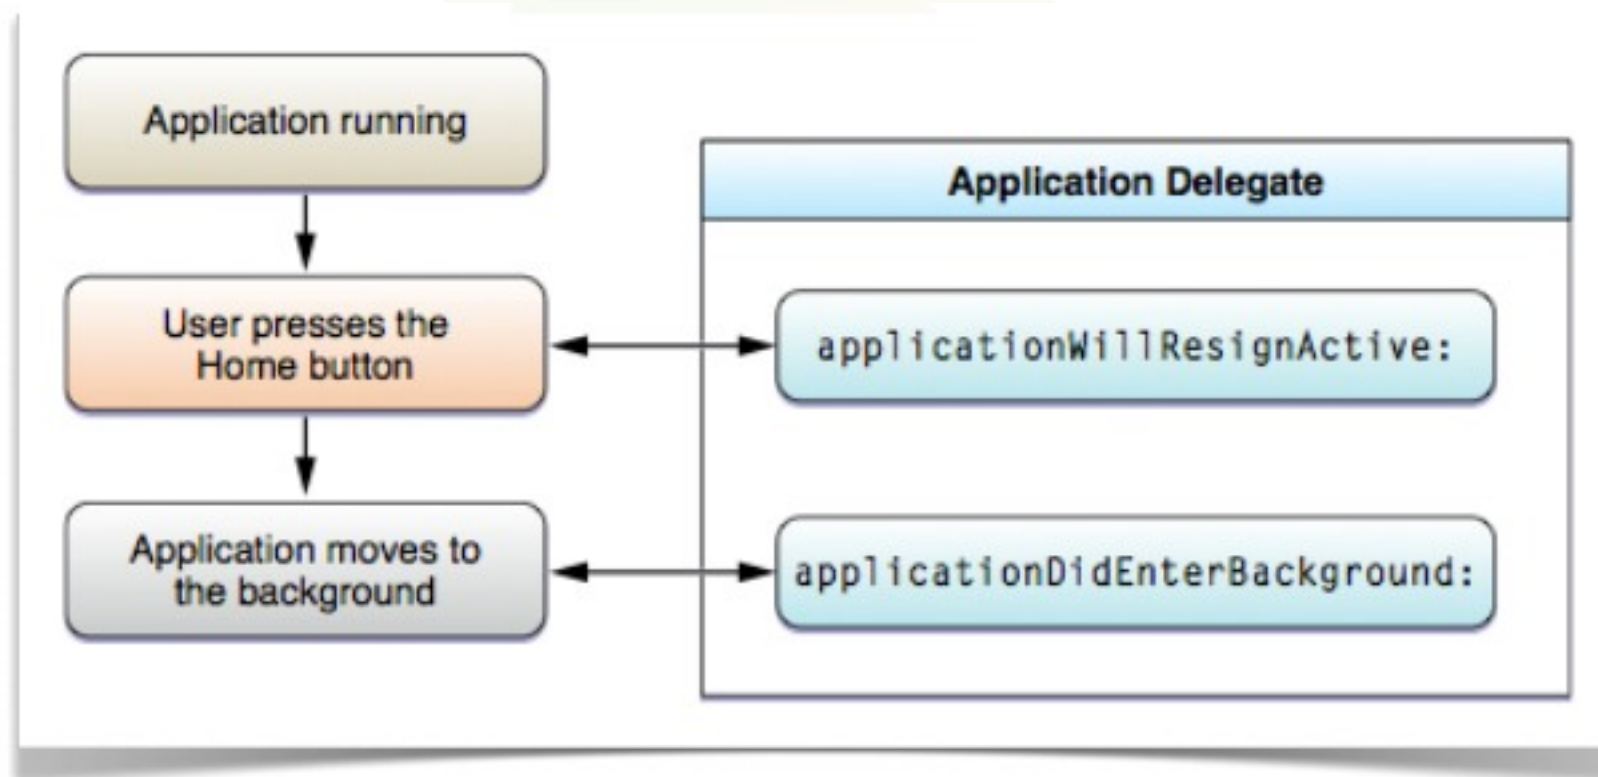 Application running
Application Delegate
User presses the
Home button
applicationWillResignActive:
Application moves to
the background
applicationDidEnterBackground: